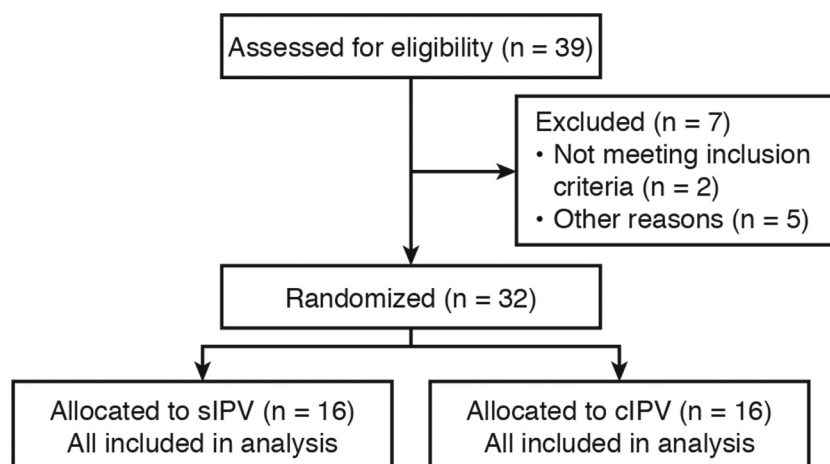 Assessed for eligibility (n = 39)
Excluded (n = 7)
• Not meeting inclusion
criteria (n = 2)
• Other reasons (n = 5)
Randomized (n = 32)
Allocated to sIPV (n = 16)
All included in analysis
Allocated to cIPV (n = 16)
All included in analysis